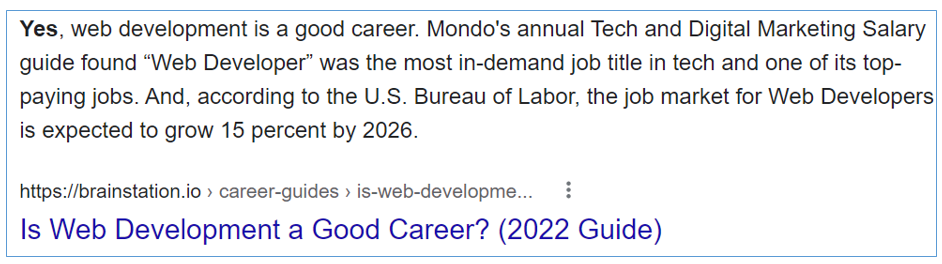 Yes, web development is a good career. Mondo's annual Tech and Digital Marketing Salary
guide found “Web Developer” was the most in-demand job title in tech and one of its top-
paying jobs. And, according to the U.S. Bureau of Labor, the job market for Web Developers
is expected to grow 15 percent by 2026.
https://brainstation.io › career-guides › is-web-developme...
Is Web Development a Good Career? (2022 Guide)